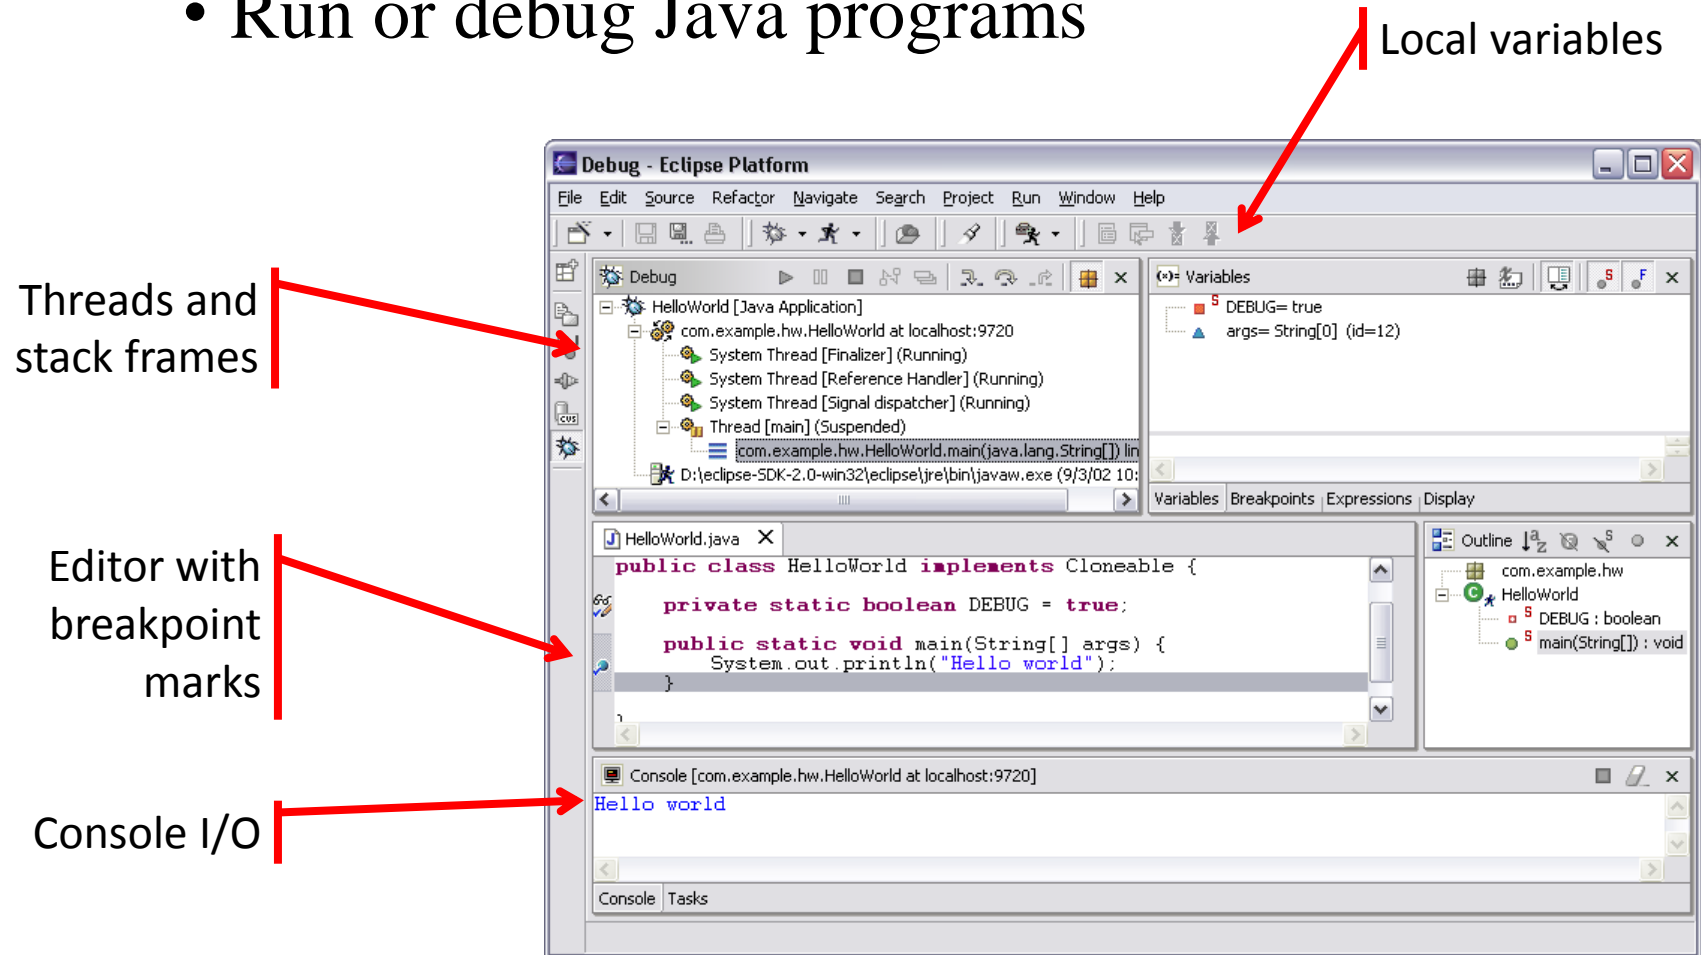 • Run or debug Java programs
Local variables
Threads and
stack frames
Editor with
breakpoint
marks
Console I/O
Debug - Eclipse Platform
File Edit Source Refactor Navigate Search Project Run Window Help
Debug
HelloWorld [Java Application]
com.example.hw.HelloWorld at localhost:9720
System Thread [Finalizer] (Running)
System Thread [Reference Handler] (Running)
System Thread [Signal dispatcher] (Running)
Thread [main] (Suspended)
com.example.hw.HelloWorld.main(java.lang.String[]) lin
D:\eclipse-SDK-2.0-win32\eclipse\jre\bin\javaw.exe (9/3/02 10:
(x)= Variables
S F
S DEBUG= true
args= String[0] (id=12)
Variables Breakpoints Expressions Display
CVS
J HelloWorld.java
public class HelloWorld implements Cloneable {
private static boolean DEBUG = true;
public static void main(String[] args) {
System.out.println("Hello world");
}
}
Outline
com.example.hw
HelloWorld
S DEBUG : boolean
S main(String[]) : void
Console [com.example.hw.HelloWorld at localhost:9720]
Hello world
Console Tasks